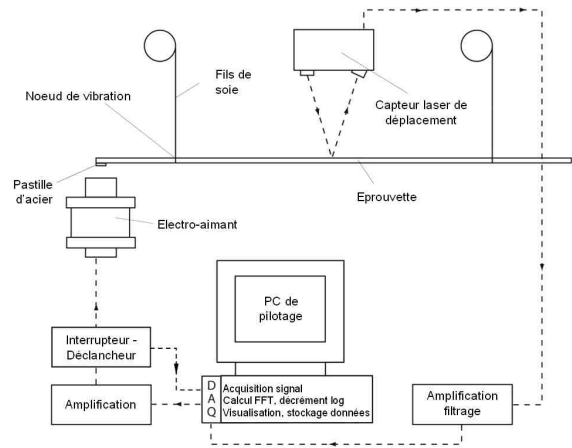 Fils de
soie
Noeud de
vibration
Capteur laser de
déplacement
Pastille
d'acier
Eprouvette
Electro-aimant
PC de
pilotage
Interrupteur -
Déclancheur
Amplification
D
A
Q
Acquisition signal
Calcul FFT, décrément log
Visualisation, stockage données
Amplification
filtrage